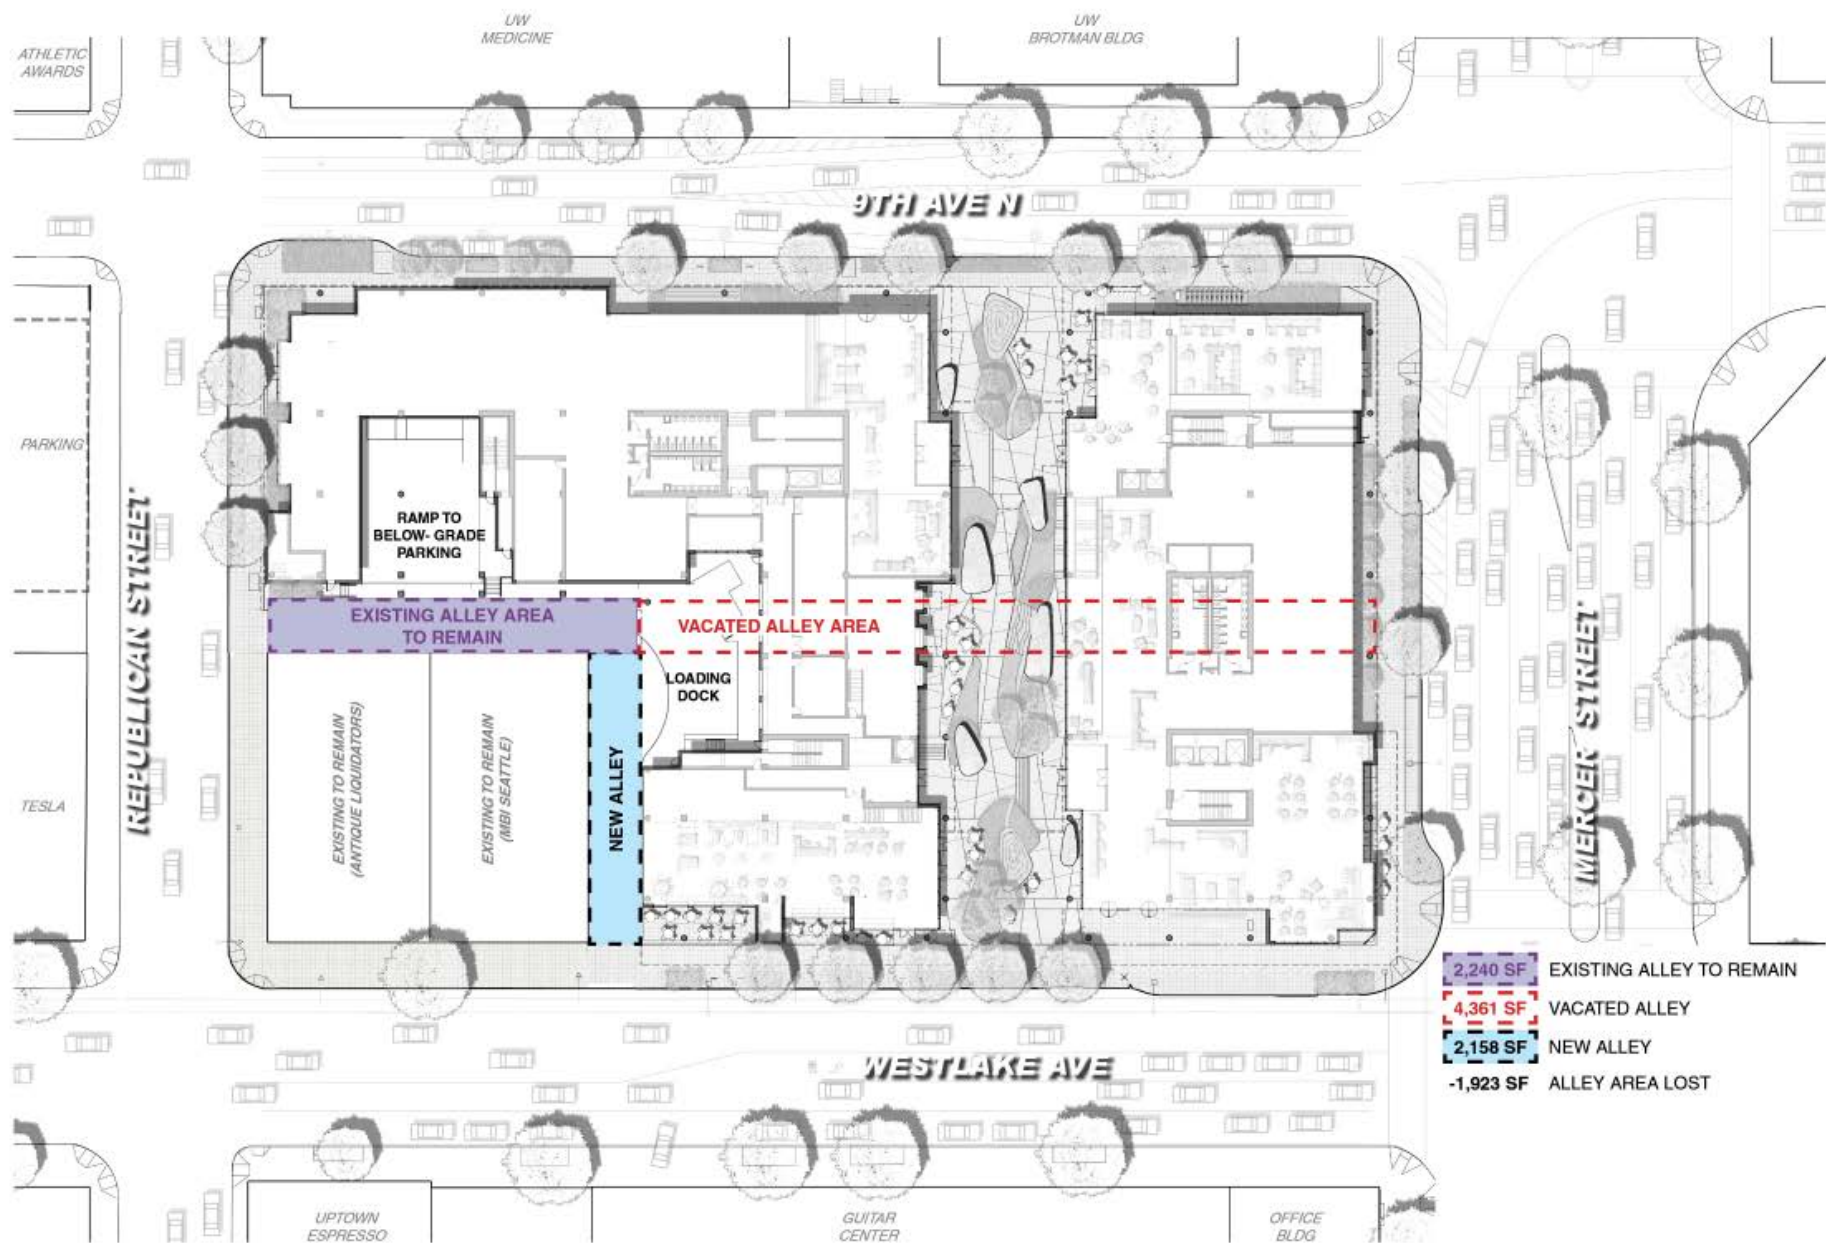 UW
MEDICINE
UW
BROTMAN BLDG
ATHLETIC
AWARDS
9TH AVE N
PARKING
REPUBLICAN STREET
RAMP TO
BELOW- GRADE
PARKING
EXISTING ALLEY AREA
TO REMAIN
VACATED ALLEY AREA
LOADING
DOCK
NEW ALLEY
EXISTING TO REMAIN
(ANTIQUE LIQUIDATORS)
EXISTING TO REMAIN
(MBI SEATTLE)
TESLA
MERCER STREET
2,240 SF EXISTING ALLEY TO REMAIN
4,361 SF VACATED ALLEY
2,158 SF NEW ALLEY
-1,923 SF ALLEY AREA LOST
WESTLAKE AVE
UPTOWN
ESPRESSO
GUITAR
CENTER
OFFICE
BLDG